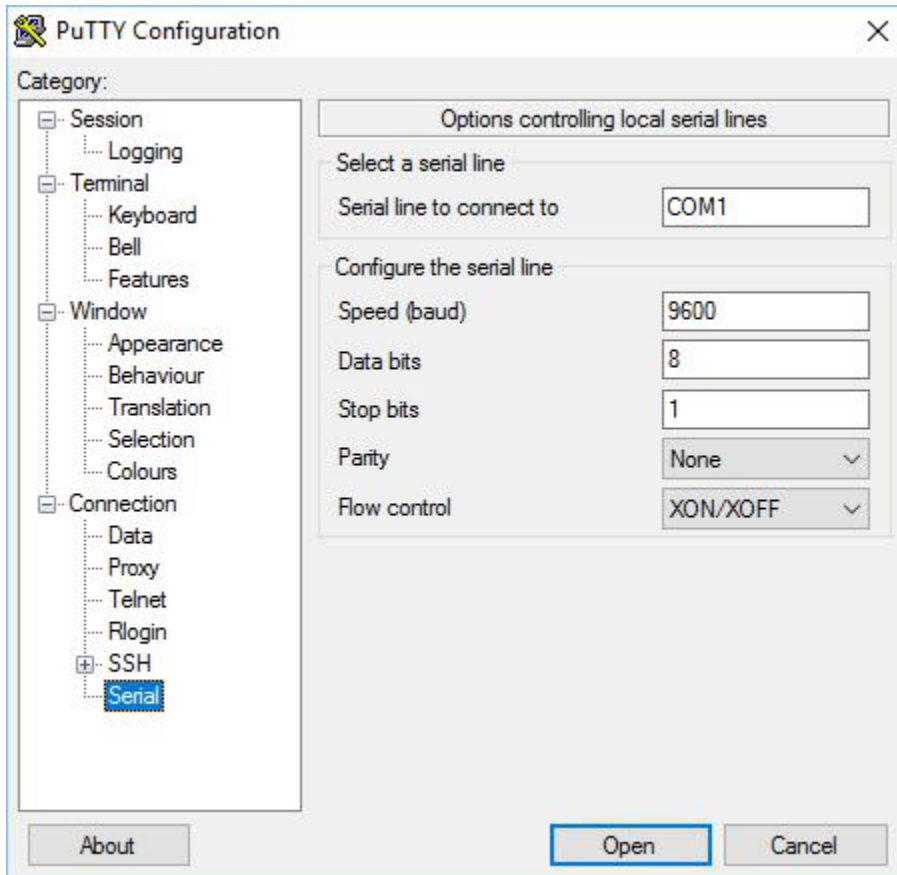 PuTTY Configuration
Category:
Session
Logging
Terminal
Keyboard
Bell
Features
Window
Appearance
Behaviour
Translation
Selection
Colours
Connection
Data
Proxy
Telnet
Rlogin
SSH
Serial
Options controlling local serial lines
Select a serial line
Serial line to connect to COM1
Configure the serial line
Speed (baud) 9600
Data bits 8
Stop bits 1
Parity None
Flow control XON/XOFF
About Open Cancel